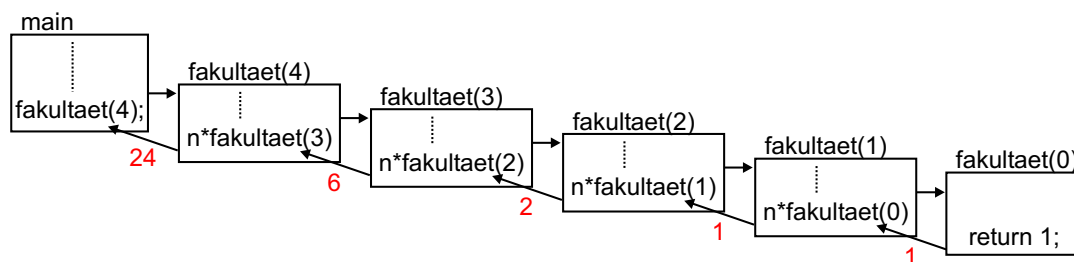 main
fakultaet(4);
24
fakultaet(4)
n*fakultaet(3)
6
fakultaet(3)
n*fakultaet(2)
2
fakultaet(2)
n*fakultaet(1)
1
fakultaet(1)
n*fakultaet(0)
1
fakultaet(0)
return 1;